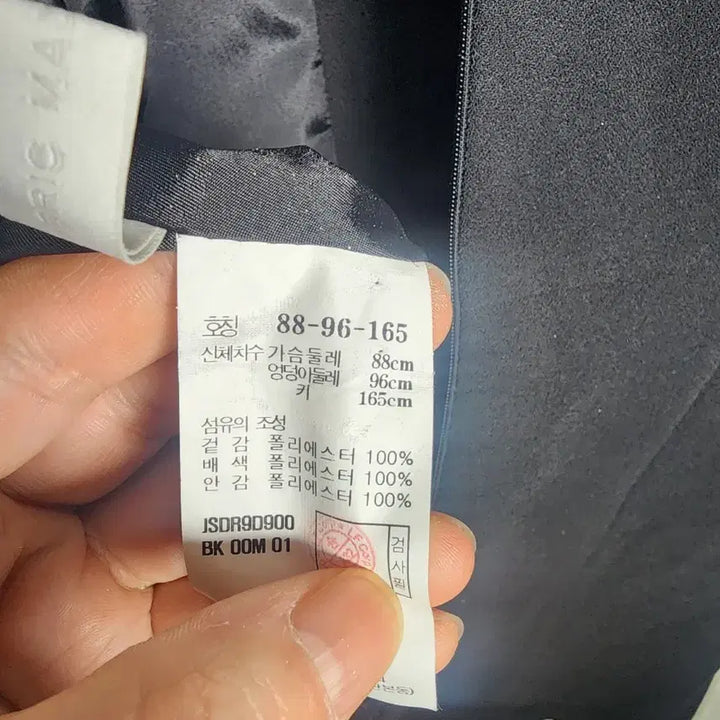 호칭 88-96-165
신체차수 가슴둘레 88cm
엉덩이둘레 96cm
키 165cm
섬유의 조성
겉감 폴리에스터 100%
배색 폴리에스터 100%
안감 폴리에스터 100%
JSDR9D900
BK 00M 01
LF
검사필